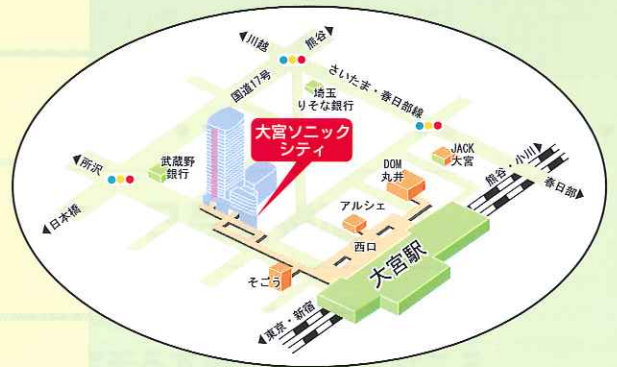 川越
熊谷
国道17号
埼玉
りそな銀行
さいたま・春日部線
大宮ソニック
シティ
JACK
大宮
DOM
丸井
熊谷・小川
春日部
所沢
武蔵野
銀行
日本橋
アルシェ
西口
大宮駅
そごう
東京・新宿